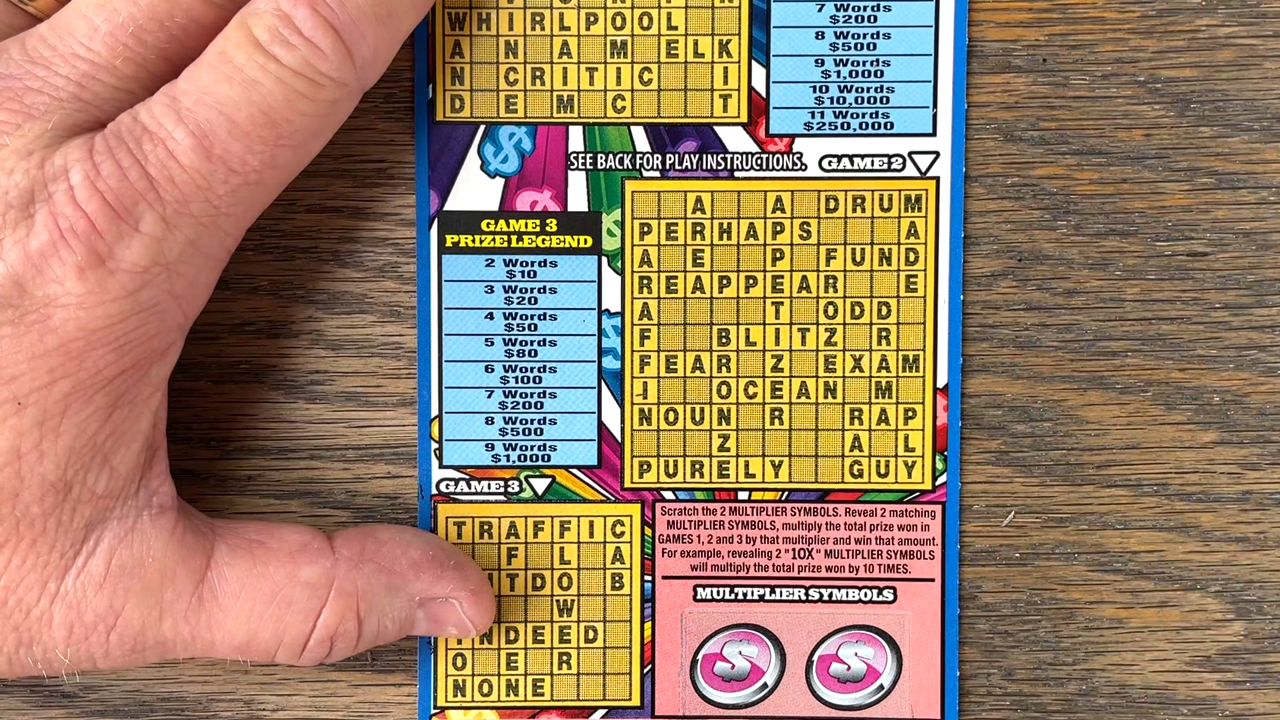 WHIRLPOOL
A N A M ELK
N CRITIC I
D E M C T
7 Words
$200
8 Words
$500
9 Words
$1,000
10 Words
$10,000
11 Words
$250,000
SEE BACK FOR PLAY INSTRUCTIONS. GAME 2
GAME 3
PRIZE LEGEND
2 Words
$10
3 Words
$20
4 Words
$50
5 Words
$80
6 Words
$100
7 Words
$200
8 Words
$500
9 Words
$1,000
A A DRUM
PERHAPS A
A E P FUND
REAPPEAR E
A T ODD
F BLITZ R
FEAR Z EXAM
I OCEAN M
NOUN R RAP
Z A L
PURELY GUY
GAME 3
TRAFFIC
F L A
TDO B
W
INDEED
O E R
NONE
Scratch the 2 MULTIPLIER SYMBOLS. Reveal 2 matching
MULTIPLIER SYMBOLS, multiply the total prize won in
GAMES 1, 2 and 3 by that multiplier and win that amount.
For example, revealing 2 "10X" MULTIPLIER SYMBOLS
will multiply the total prize won by 10 TIMES.
MULTIPLIER SYMBOLS
$ $